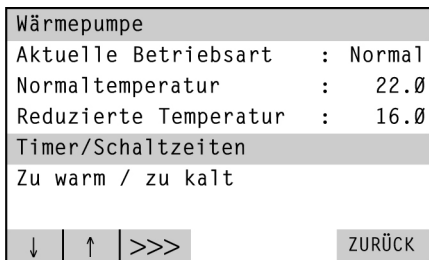 Wärmepumpe
Aktuelle Betriebsart : Normal
Normaltemperatur : 22.0
Reduzierte Temperatur : 16.0
Timer/Schaltzeiten
Zu warm / zu kalt
↓ ↑ >>> ZURÜCK